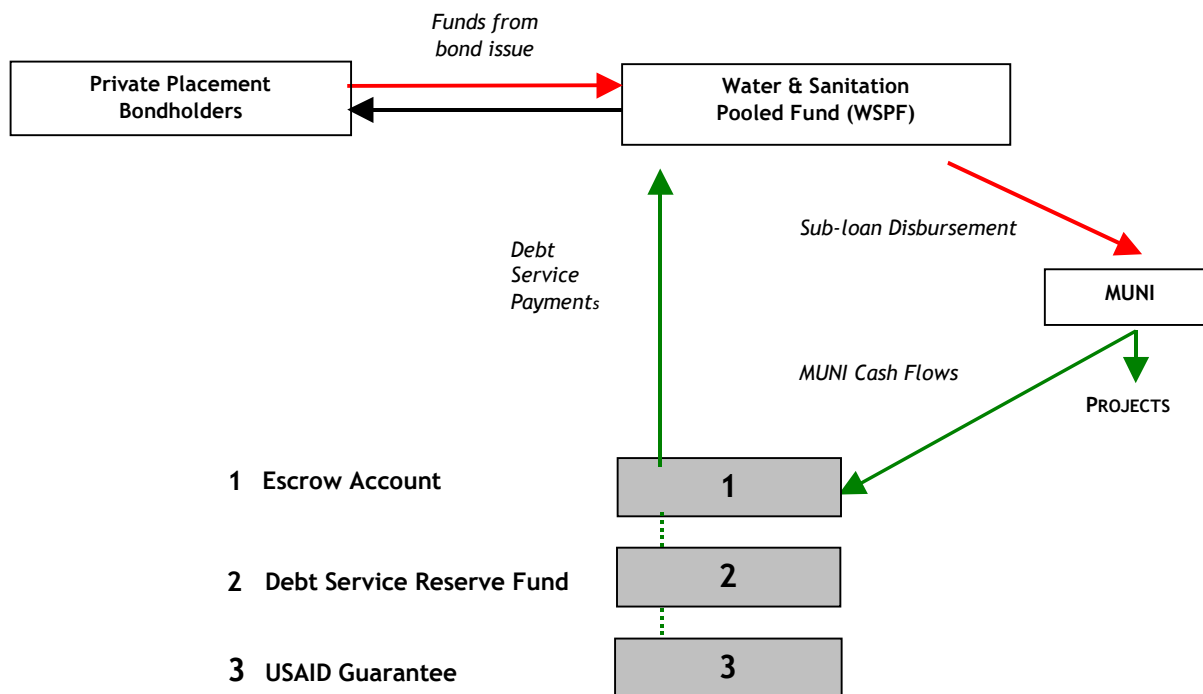 Funds from
bond issue
Private Placement
Bondholders
Water & Sanitation
Pooled Fund (WSPF)
Sub-loan Disbursement
Debt
Service
Payments
MUNI
MUNI Cash Flows
PROJECTS
1 Escrow Account
1
2 Debt Service Reserve Fund
2
3 USAID Guarantee
3